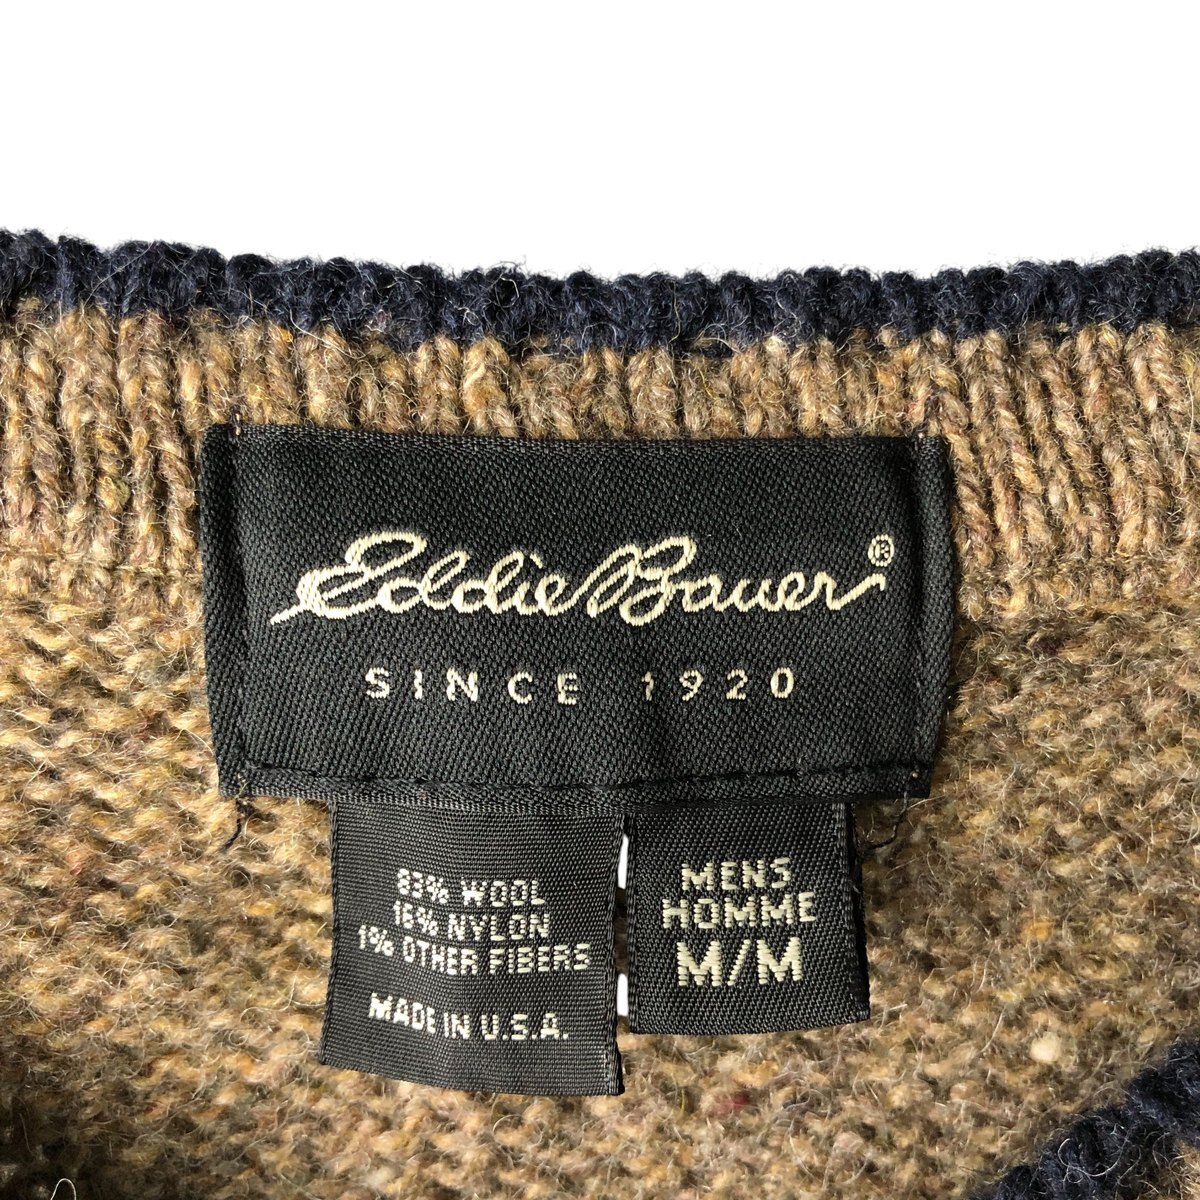 Eddie Bauer®
SINCE 1920
83% WOOL
16% NYLON
1% OTHER FIBERS
MADE IN U.S.A.
MENS
HOMME
M/M